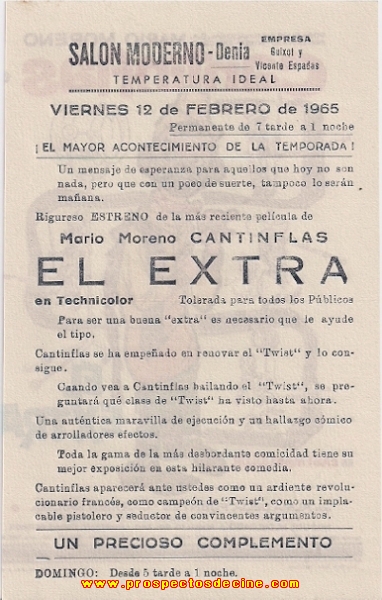 SALON MODERNO - Denia
EMPRESA
Guixot y
Vicente Espadas
TEMPERATURA IDEAL
VIERNES 12 de FEBRERO de 1965
Permanente de 7 tarde a 1 noche
¡EL MAYOR ACONTECIMIENTO DE LA TEMPORADA!
Un mensaje de esperanza para aquellos que hoy no son
nada, pero que con un poco de suerte, tampoco lo serán
mañana.
Riguroso ESTRENO de la más reciente película de
Mario Moreno CANTINFLAS
EL EXTRA
en Technicolor Tolerada para todos los Públicos
Para ser una buena "extra" es necesario que le ayude
el tipo.
Cantinflas se ha empeñado en renovar el "Twist" y lo con-
sigue.
Cuando vea a Cantinflas bailando el "Twist", se pre-
guntará qué clase de "Twist" ha visto hasta ahora.
Una auténtica maravilla de ejecución y un hallazgo cómico
de arrolladores efectos.
Toda la gama de la más desbordante comicidad tiene su
mejor exposición en esta hilarante comedia.
Cantinflas aparecerá ante ustedes como un ardiente revolu-
cionario francés, como campeón de "Twist", como un impla-
cable pistolero y seductor de convincentes argumentos.
UN PRECIOSO COMPLEMENTO
DOMINGO: Desde 5 tarde a 1 noche.
www.prospectosdecine.com